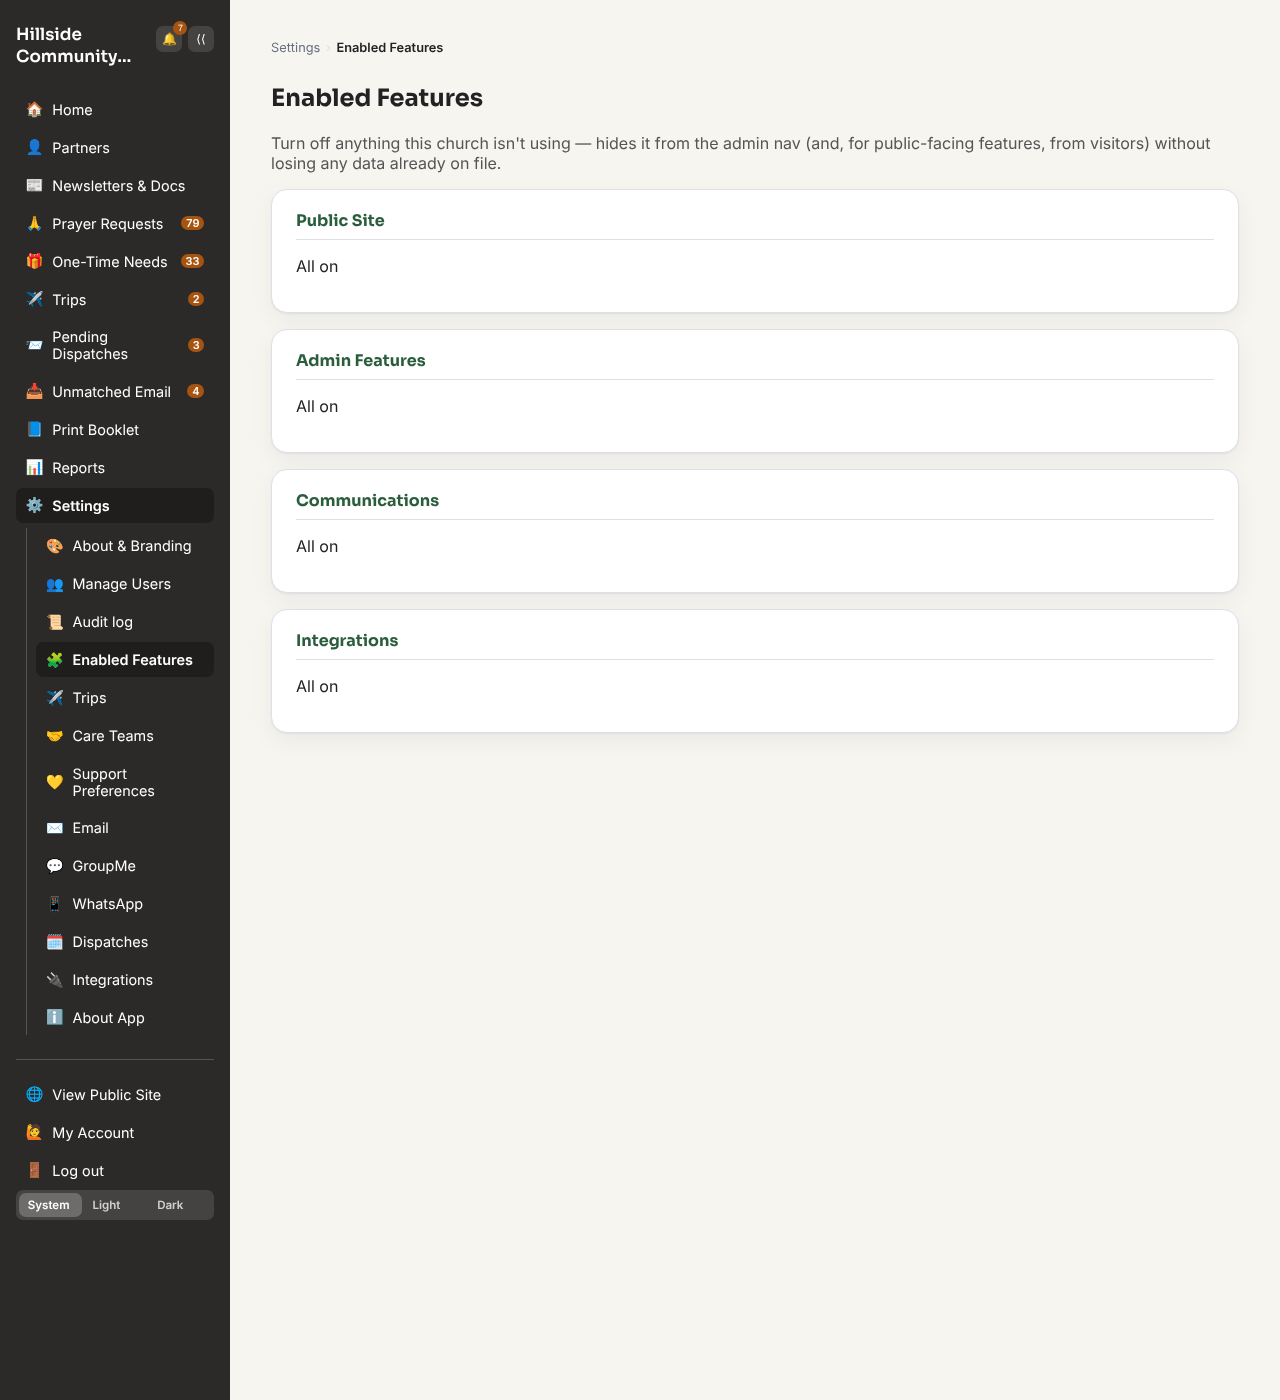 Hillside
Community...
7
Home
Partners
Newsletters & Docs
Prayer Requests 79
One-Time Needs 33
Trips 2
Pending
Dispatches 3
Unmatched Email 4
Print Booklet
Reports
Settings
About & Branding
Manage Users
Audit log
Enabled Features
Trips
Care Teams
Support
Preferences
Email
GroupMe
WhatsApp
Dispatches
Integrations
About App
View Public Site
My Account
Log out
System Light Dark
Settings › Enabled Features
Enabled Features
Turn off anything this church isn't using — hides it from the admin nav (and, for public-facing features, from visitors) without
losing any data already on file.
Public Site
All on
Admin Features
All on
Communications
All on
Integrations
All on